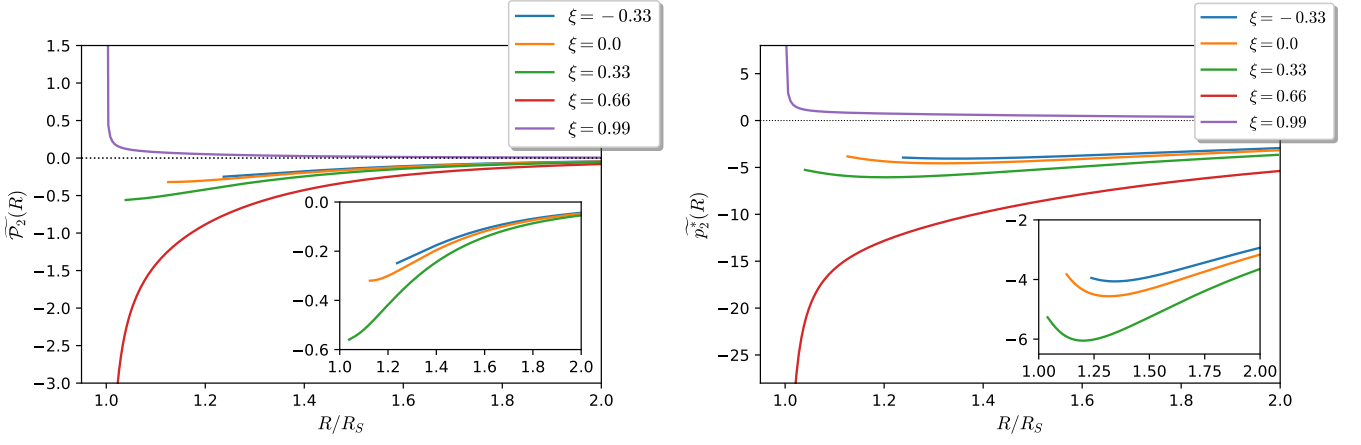 ξ = −0.33
ξ = 0.0
ξ = 0.33
ξ = 0.66
ξ = 0.99
1.5
1.0
0.5
0.0
−0.5
−1.0
−1.5
−2.0
−2.5
−3.0
1.0 1.2 1.4 1.6 1.8 2.0
R/R_S
\widetilde{\mathcal{P}_2}(R)
0.0
−0.2
−0.4
−0.6
1.0 1.2 1.4 1.6 1.8 2.0
ξ = −0.33
ξ = 0.0
ξ = 0.33
ξ = 0.66
ξ = 0.99
5
0
−5
−10
−15
−20
−25
1.0 1.2 1.4 1.6 1.8 2.0
R/R_S
\widetilde{p_2^*}(R)
−2
−4
−6
1.00 1.25 1.50 1.75 2.00